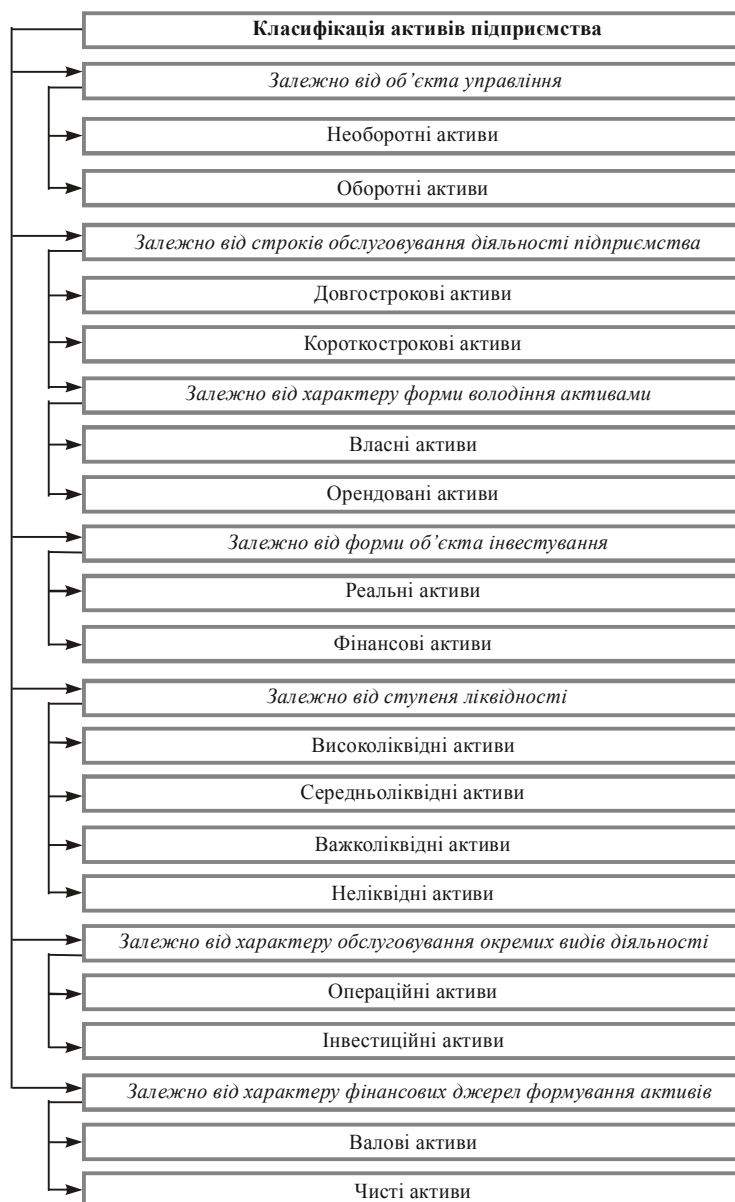 Класифікація активів підприємства
Залежно від об’єкта управління
Необоротні активи
Оборотні активи
Залежно від строків обслуговування діяльності підприємства
Довгострокові активи
Короткострокові активи
Залежно від характеру форми володіння активами
Власні активи
Орендовані активи
Залежно від форми об’єкта інвестування
Реальні активи
Фінансові активи
Залежно від ступеня ліквідності
Високоліквідні активи
Середньоліквідні активи
Важколіквідні активи
Неліквідні активи
Залежно від характеру обслуговування окремих видів діяльності
Операційні активи
Інвестиційні активи
Залежно від характеру фінансових джерел формування активів
Валові активи
Чисті активи